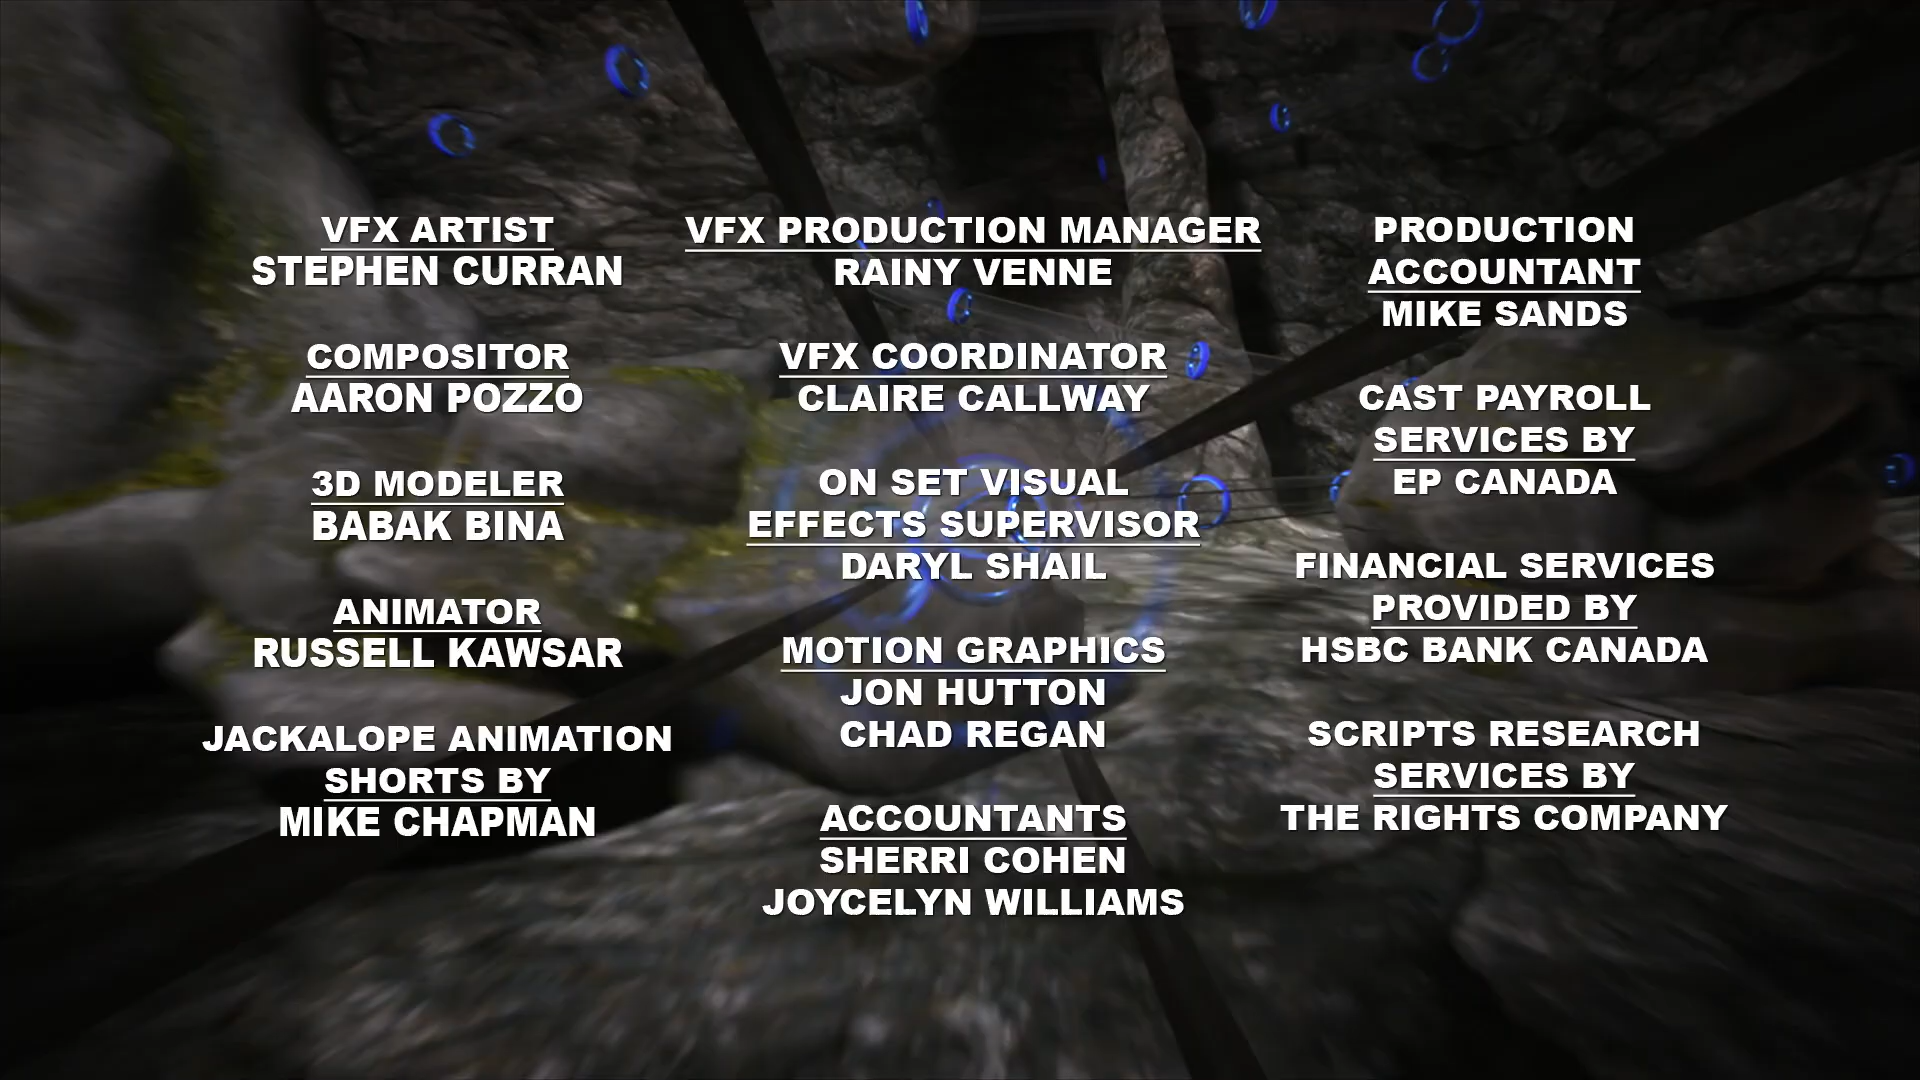 VFX ARTIST
STEPHEN CURRAN
COMPOSITOR
AARON POZZO
3D MODELER
BABAK BINA
ANIMATOR
RUSSELL KAWSAR
JACKALOPE ANIMATION
SHORTS BY
MIKE CHAPMAN
VFX PRODUCTION MANAGER
RAINY VENNE
VFX COORDINATOR
CLAIRE CALLWAY
ON SET VISUAL
EFFECTS SUPERVISOR
DARYL SHAIL
MOTION GRAPHICS
JON HUTTON
CHAD REGAN
ACCOUNTANTS
SHERRI COHEN
JOYCELYN WILLIAMS
PRODUCTION
ACCOUNTANT
MIKE SANDS
CAST PAYROLL
SERVICES BY
EP CANADA
FINANCIAL SERVICES
PROVIDED BY
HSBC BANK CANADA
SCRIPTS RESEARCH
SERVICES BY
THE RIGHTS COMPANY